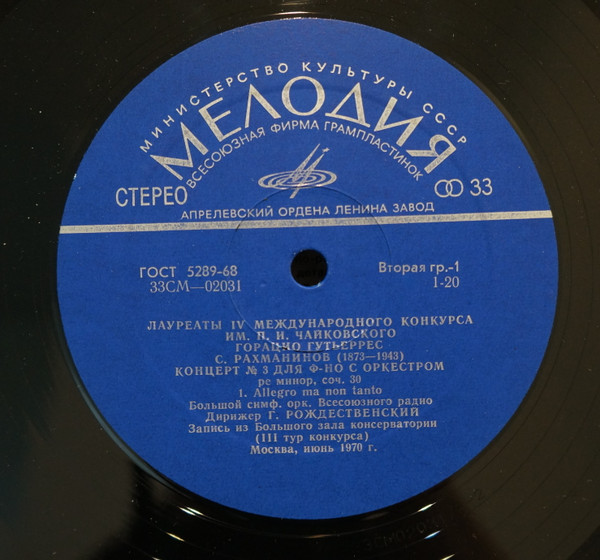 МИНИСТЕРСТВО КУЛЬТУРЫ СССР
МЕЛОДИЯ
ВСЕСОЮЗНАЯ ФИРМА ГРАМПЛАСТИНОК
СТЕРЕО 33
АПРЕЛЕВСКИЙ ОРДЕНА ЛЕНИНА ЗАВОД
ГОСТ 5289-68 Вторая гр.-1
33СМ—02031 1-20
ЛАУРЕАТЫ IV МЕЖДУНАРОДНОГО КОНКУРСА
ИМ. П. И. ЧАЙКОВСКОГО
ГОРАЦИО ГУТЬЕРРЕС
С. РАХМАНИНОВ (1873—1943)
КОНЦЕРТ № 3 ДЛЯ Ф-НО С ОРКЕСТРОМ
ре минор, соч. 30
1. Allegro ma non tanto
Большой симф. орк. Всесоюзного радио
Дирижер Г. РОЖДЕСТВЕНСКИЙ
Запись из Большого зала консерватории
(III тур конкурса)
Москва, июнь 1970 г.